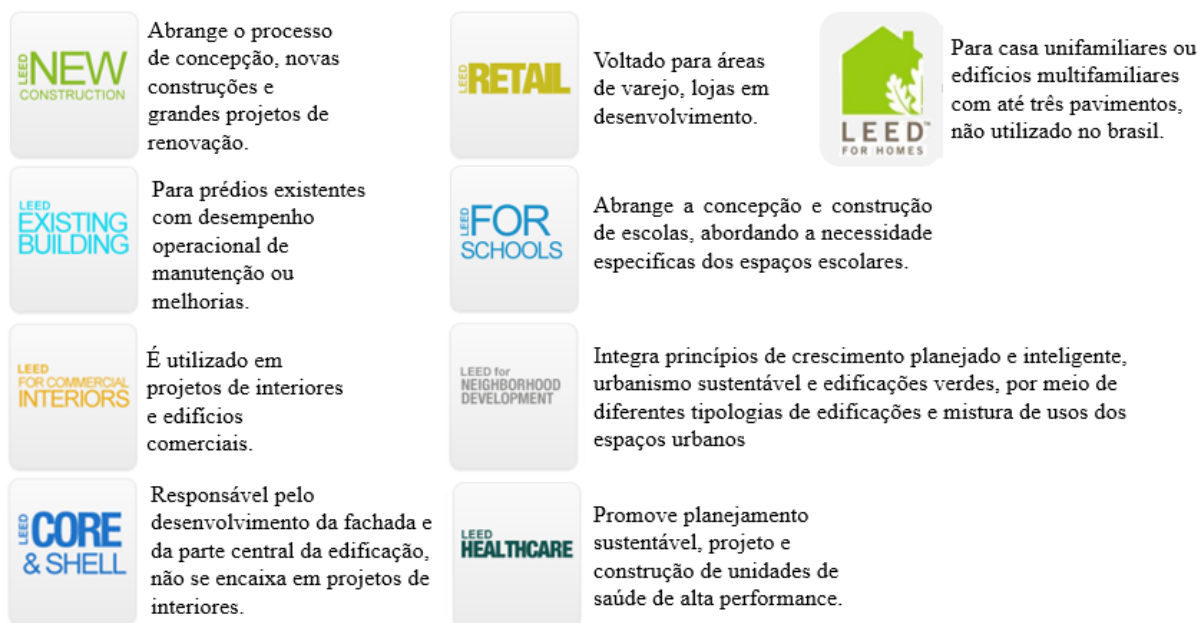 LEED
NEW
CONSTRUCTION
Abrange o processo
de concepção, novas
construções e
grandes projetos de
renovação.
LEED
EXISTING
BUILDING
Para prédios existentes
com desempenho
operacional de
manutenção ou
melhorias.
LEED
FOR COMMERCIAL
INTERIORS
É utilizado em
projetos de interiores
e edifícios
comerciais.
LEED
CORE
& SHELL
Responsável pelo
desenvolvimento da fachada e
da parte central da edificação,
não se encaixa em projetos de
interiores.
LEED
RETAIL
Voltado para áreas
de varejo, lojas em
desenvolvimento.
LEED
FOR
SCHOOLS
Abrange a concepção e construção
de escolas, abordando a necessidade
especificas dos espaços escolares.
LEED for
NEIGHBORHOOD
DEVELOPMENT
Integra princípios de crescimento planejado e inteligente,
urbanismo sustentável e edificações verdes, por meio de
diferentes tipologias de edificações e mistura de usos dos
espaços urbanos
LEED
HEALTHCARE
Promove planejamento
sustentável, projeto e
construção de unidades de
saúde de alta performance.
LEED™
FOR HOMES
Para casa unifamiliares ou
edifícios multifamiliares
com até três pavimentos,
não utilizado no brasil.